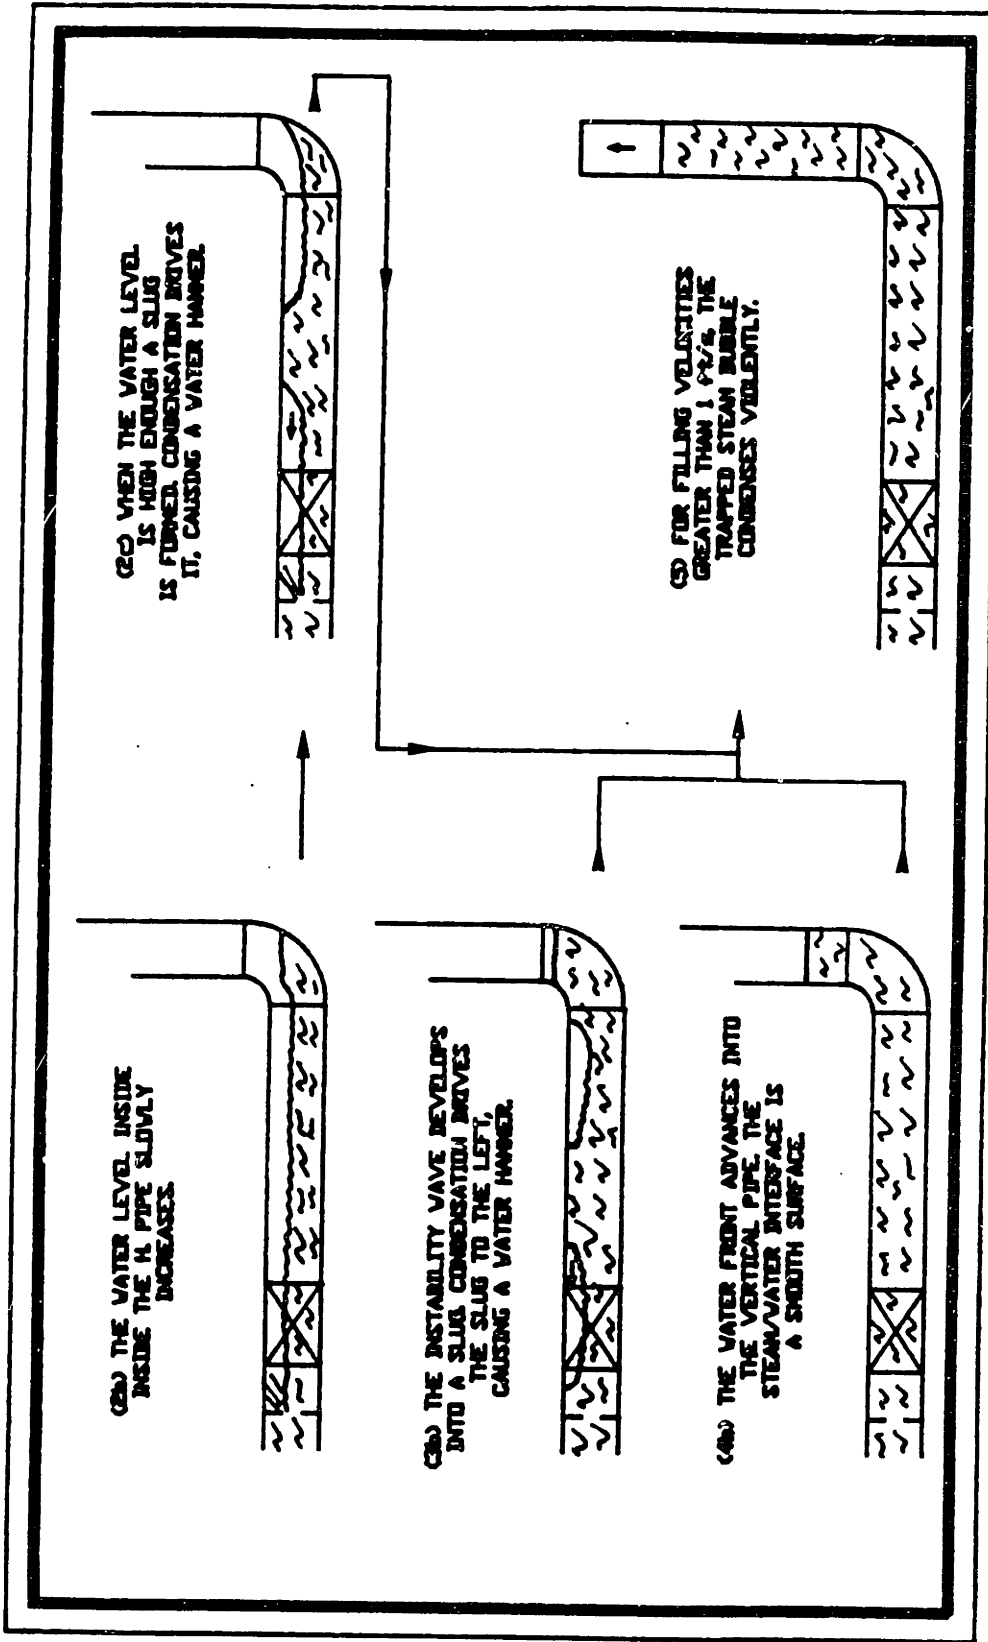 (2b) THE WATER LEVEL INSIDE
INSIDE THE H. PIPE SLOWLY
INCREASES.
(2c) WHEN THE WATER LEVEL
IS HIGH ENOUGH A SLUG
IS FORMED. CONDENSATION DRIVES
IT, CAUSING A WATER HAMMER.
(3b) THE INSTABILITY WAVE DEVELOPS
INTO A SLUG. CONDENSATION DRIVES
THE SLUG TO THE LEFT,
CAUSING A WATER HAMMER.
(4b) THE WATER FRONT ADVANCES INTO
THE VERTICAL PIPE. THE
STEAM/WATER INTERFACE IS
A SMOOTH SURFACE.
(5) FOR FILLING VELOCITIES
GREATER THAN 1 ft/s, THE
TRAPPED STEAM BUBBLE
CONDENSES VIOLENTLY.